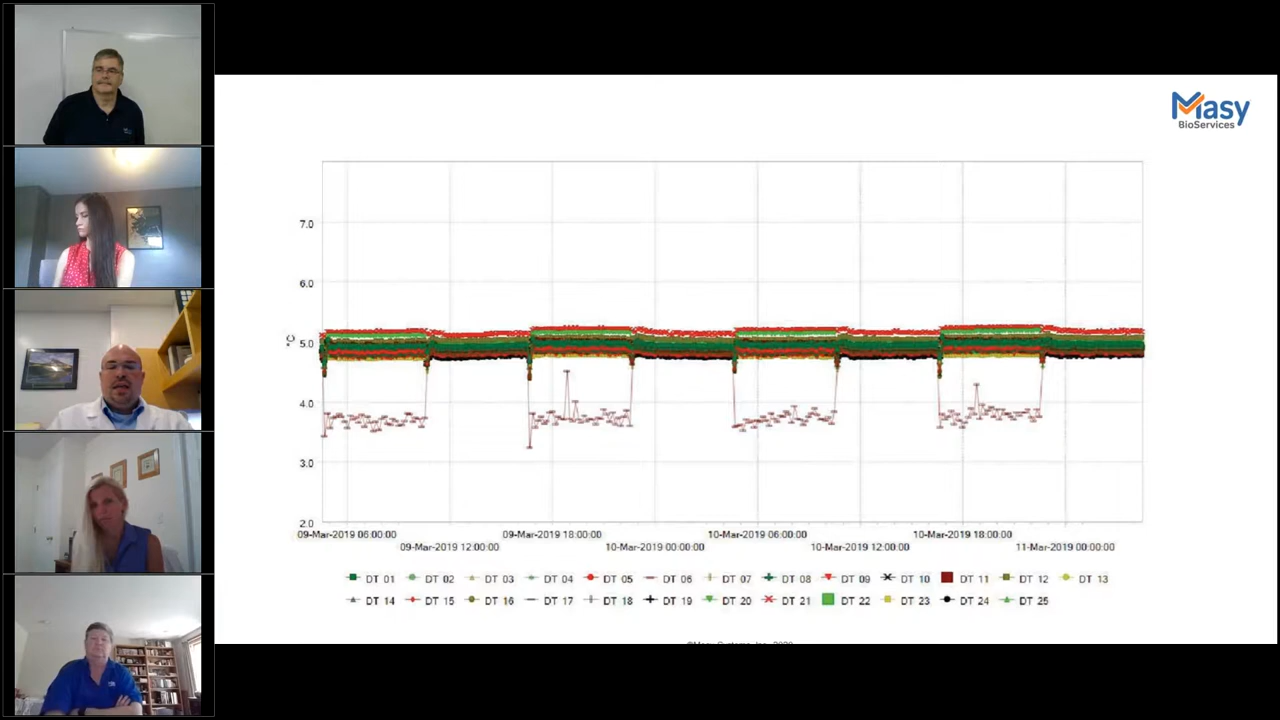 Masy
BioServices
7.0
6.0
°C
5.0
4.0
3.0
2.0
09-Mar-2019 06:00:00
09-Mar-2019 12:00:00
09-Mar-2019 18:00:00
10-Mar-2019 00:00:00
10-Mar-2019 06:00:00
10-Mar-2019 12:00:00
10-Mar-2019 18:00:00
11-Mar-2019 00:00:00
DT 01 DT 02 DT 03 DT 04 DT 05 DT 06 DT 07 DT 08 DT 09 DT 10 DT 11 DT 12 DT 13
DT 14 DT 15 DT 16 DT 17 DT 18 DT 19 DT 20 DT 21 DT 22 DT 23 DT 24 DT 25